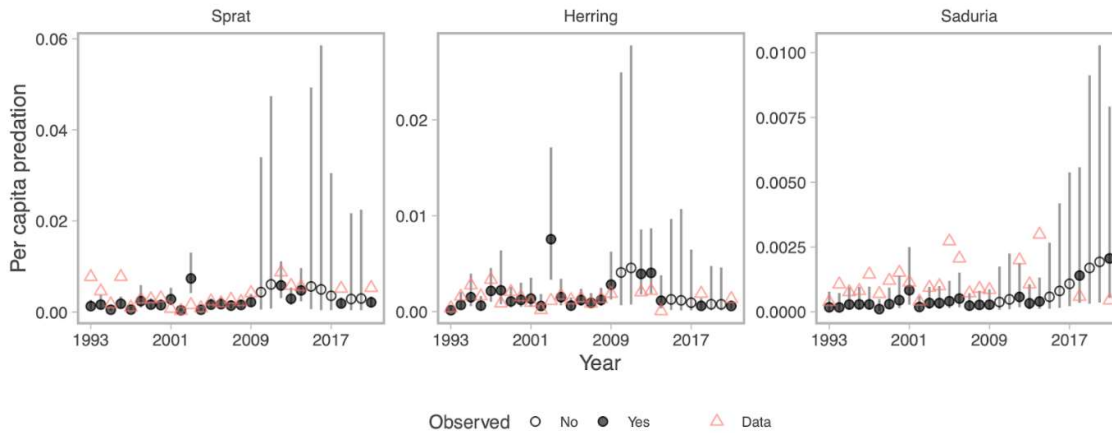 Sprat
Herring
Saduria
Per capita predation
0.06
0.04
0.02
0.00
0.02
0.01
0.00
0.0100
0.0075
0.0050
0.0025
0.0000
1993 2001 2009 2017
1993 2001 2009 2017
1993 2001 2009 2017
Year
Observed No Yes Data